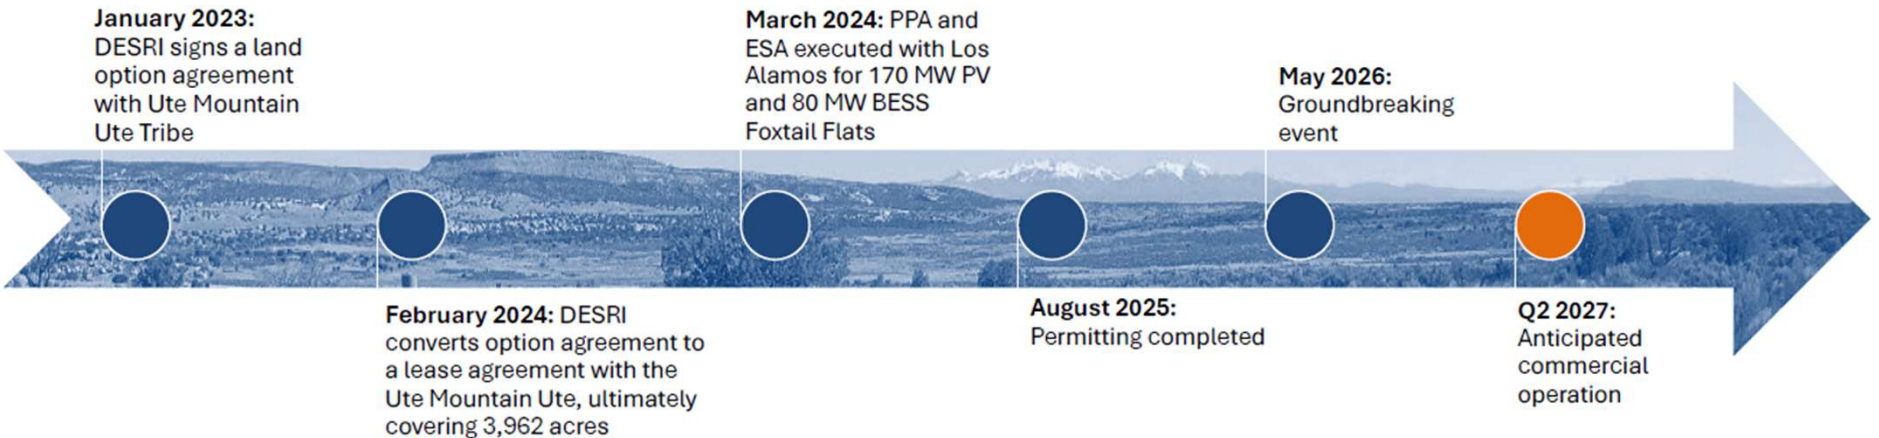 January 2023:
DESRI signs a land
option agreement
with Ute Mountain
Ute Tribe
February 2024: DESRI
converts option agreement to
a lease agreement with the
Ute Mountain Ute, ultimately
covering 3,962 acres
March 2024: PPA and
ESA executed with Los
Alamos for 170 MW PV
and 80 MW BESS
Foxtail Flats
August 2025:
Permitting completed
May 2026:
Groundbreaking
event
Q2 2027:
Anticipated
commercial
operation